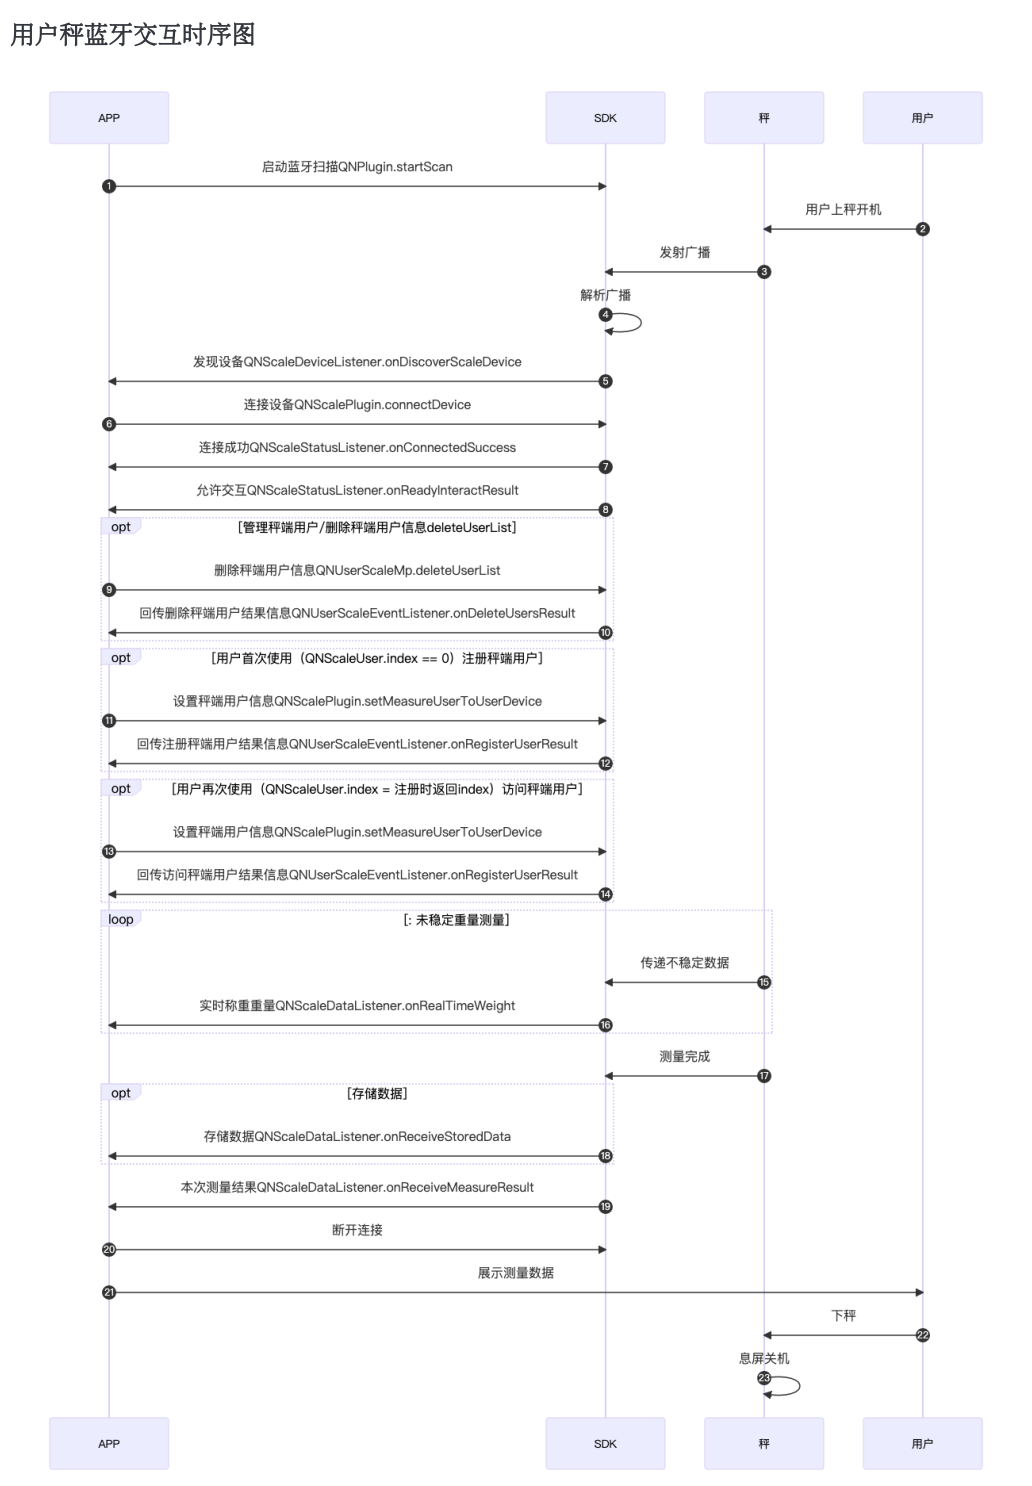 用户秤蓝牙交互时序图
APP SDK 秤 用户
启动蓝牙扫描QNPlugin.startScan
1
用户上秤开机
2
发射广播
3
解析广播
4
发现设备QNScaleDeviceListener.onDiscoverScaleDevice
5
连接设备QNScalePlugin.connectDevice
6
连接成功QNScaleStatusListener.onConnectedSuccess
7
允许交互QNScaleStatusListener.onReadyInteractResult
8
opt [管理秤端用户/删除秤端用户信息deleteUserList]
删除秤端用户信息QNUserScaleMp.deleteUserList
9
回传删除秤端用户结果信息QNUserScaleEventListener.onDeleteUsersResult
10
opt [用户首次使用（QNScaleUser.index == 0）注册秤端用户]
设置秤端用户信息QNScalePlugin.setMeasureUserToUserDevice
11
回传注册秤端用户结果信息QNUserScaleEventListener.onRegisterUserResult
12
opt [用户再次使用（QNScaleUser.index = 注册时返回index）访问秤端用户]
设置秤端用户信息QNScalePlugin.setMeasureUserToUserDevice
13
回传访问秤端用户结果信息QNUserScaleEventListener.onRegisterUserResult
14
loop [: 未稳定重量测量]
传递不稳定数据
15
实时称重重量QNScaleDataListener.onRealTimeWeight
16
测量完成
17
opt [存储数据]
存储数据QNScaleDataListener.onReceiveStoredData
18
本次测量结果QNScaleDataListener.onReceiveMeasureResult
19
断开连接
20
展示测量数据
21
下秤
22
息屏关机
23
APP SDK 秤 用户